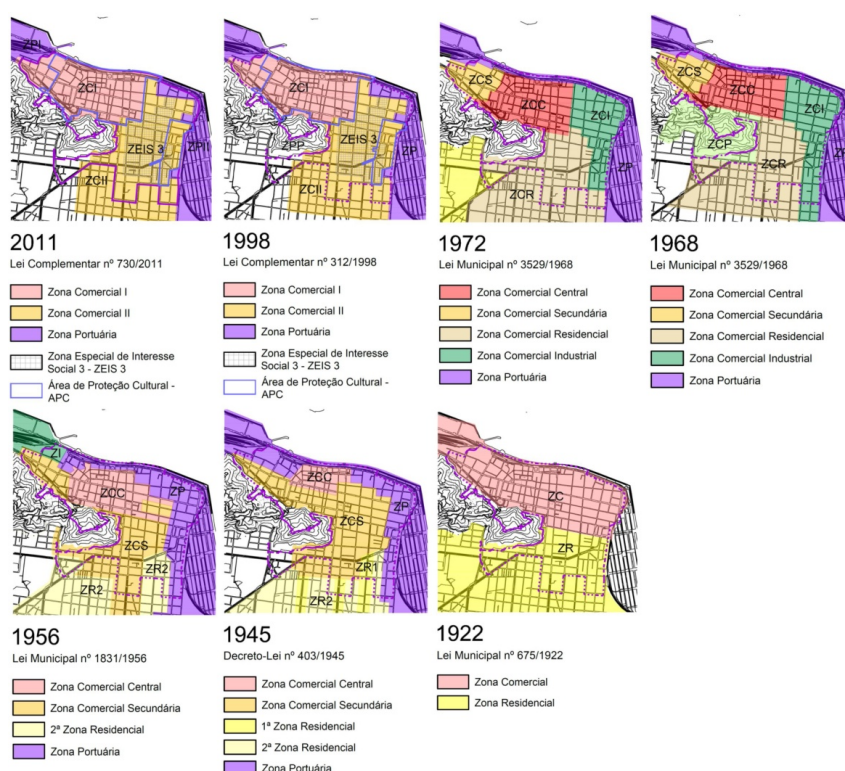 ZPI
ZCI
ZEIS 3
ZPII
ZCII
2011
Lei Complementar nº 730/2011
Zona Comercial I
Zona Comercial II
Zona Portuária
Zona Especial de Interesse
Social 3 - ZEIS 3
Área de Proteção Cultural -
APC
ZCI
ZPP
ZEIS 3
ZP
ZCII
1998
Lei Complementar nº 312/1998
Zona Comercial I
Zona Comercial II
Zona Portuária
Zona Especial de Interesse
Social 3 - ZEIS 3
Área de Proteção Cultural -
APC
ZCS
ZCC
ZCI
ZP
ZCR
1972
Lei Municipal nº 3529/1968
Zona Comercial Central
Zona Comercial Secundária
Zona Comercial Residencial
Zona Comercial Industrial
Zona Portuária
ZCS
ZCC
ZCI
ZCP
ZCR
ZP
1968
Lei Municipal nº 3529/1968
Zona Comercial Central
Zona Comercial Secundária
Zona Comercial Residencial
Zona Comercial Industrial
Zona Portuária
ZI
ZCC
ZP
ZCS
ZR2
ZR2
1956
Lei Municipal nº 1831/1956
Zona Comercial Central
Zona Comercial Secundária
2ª Zona Residencial
Zona Portuária
ZCC
ZP
ZCS
ZR1
ZR2
1945
Decreto-Lei nº 403/1945
Zona Comercial Central
Zona Comercial Secundária
1ª Zona Residencial
2ª Zona Residencial
Zona Portuária
ZC
ZR
1922
Lei Municipal nº 675/1922
Zona Comercial
Zona Residencial